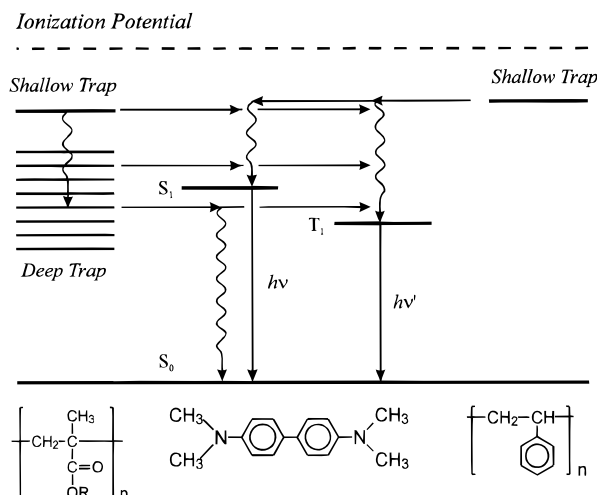 Ionization Potential
Shallow Trap
Shallow Trap
S₁
T₁
Deep Trap
hν
hν'
S₀
CH₃
CH₂
C
C=O
OR
n
CH₃
CH₃
N
N
CH₃
CH₃
CH₂
CH
n